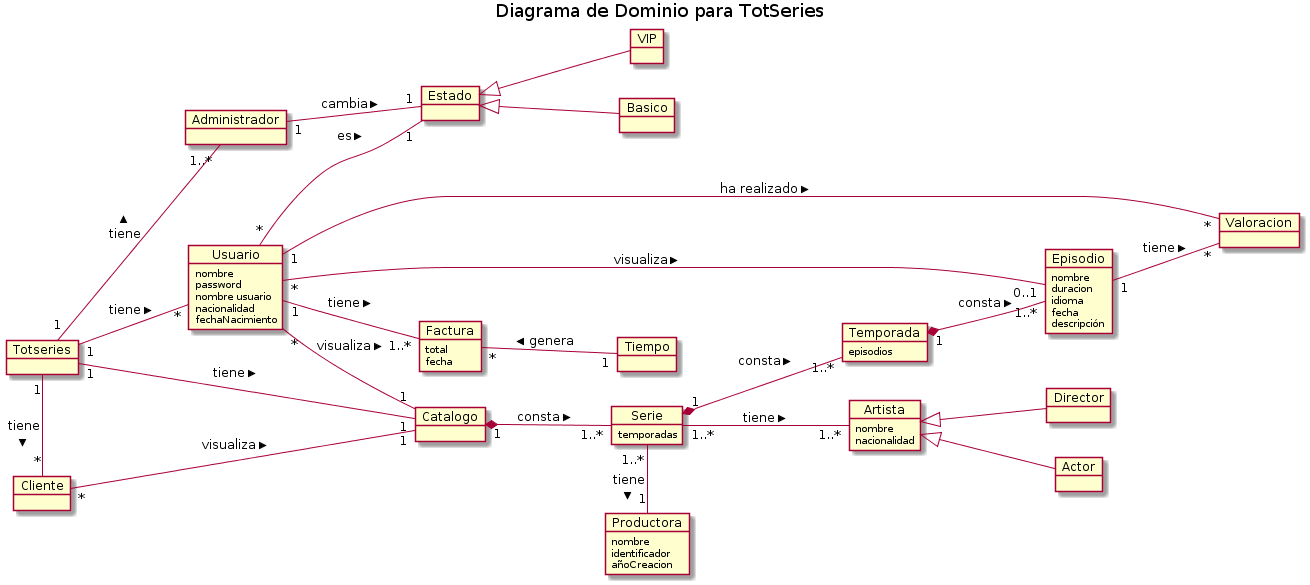 Diagrama de Dominio para TotSeries
VIP
Estado
Basico
cambia
1
1
Administrador
1..*
es
1
*
tiene
1
ha realizado
1
*
Valoracion
Usuario
nombre
password
nombre usuario
nacionalidad
fechaNacimiento
visualiza
*
0..1
Episodio
nombre
duracion
idioma
fecha
descripción
tiene
1
*
tiene
1
*
tiene
1
1..*
Factura
total
fecha
genera
*
1
Tiempo
consta
1
1..*
Temporada
episodios
Totseries
visualiza
*
1
tiene
1
1
consta
1
1..*
Catalogo
consta
1
1..*
Serie
temporadas
tiene
1..*
1..*
Artista
nombre
nacionalidad
Director
Actor
tiene
1
*
visualiza
*
1
Cliente
tiene
1..*
1
Productora
nombre
identificador
añoCreacion